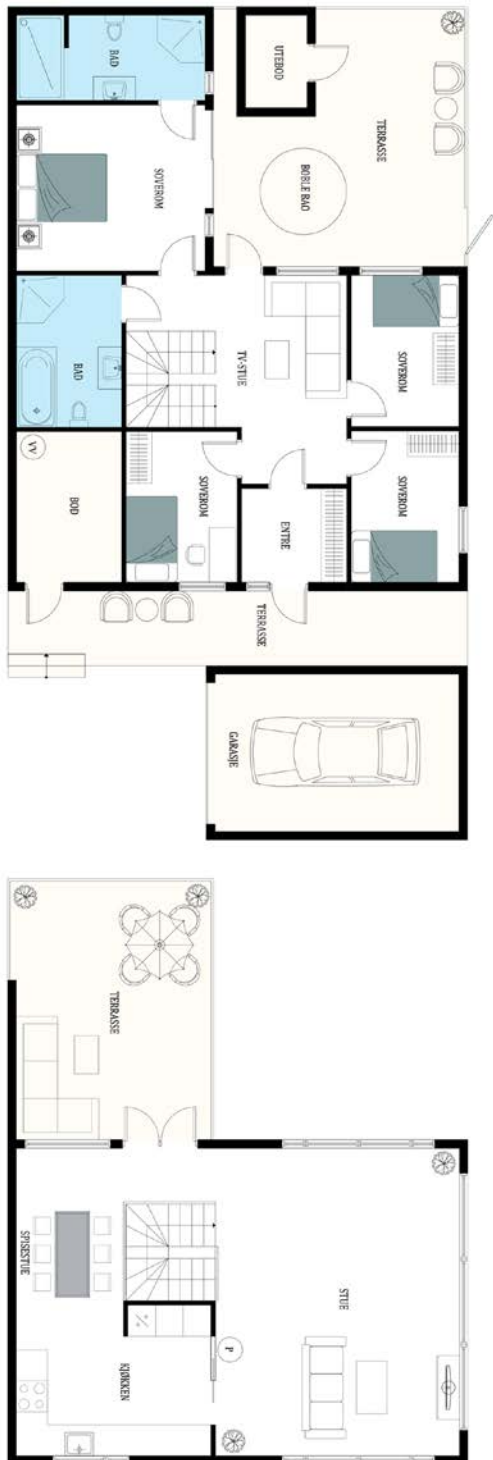 BAD
UTEBOD
TERRASSE
SOVEROM
BOBLE BAD
BAD
TV-STUE
SOVEROM
VV
BOD
SOVEROM
ENTRE
SOVEROM
TERRASSE
GARASJE
TERRASSE
SPISESTUE
STUE
KJØKKEN
P